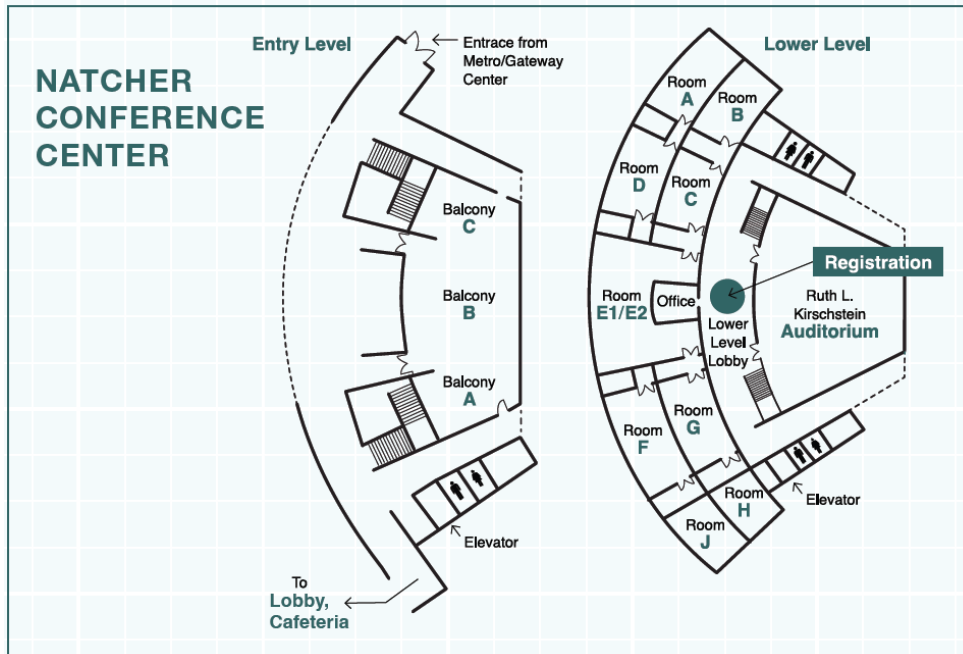 NATCHER
CONFERENCE
CENTER
Entry Level
Entrace from
Metro/Gateway
Center
Balcony
C
Balcony
B
Balcony
A
Elevator
To
Lobby,
Cafeteria
Lower Level
Room
A
Room
B
Room
D
Room
C
Registration
Room
E1/E2
Office
Lower
Level
Lobby
Ruth L.
Kirschstein
Auditorium
Room
F
Room
G
Room
H
Room
J
Elevator